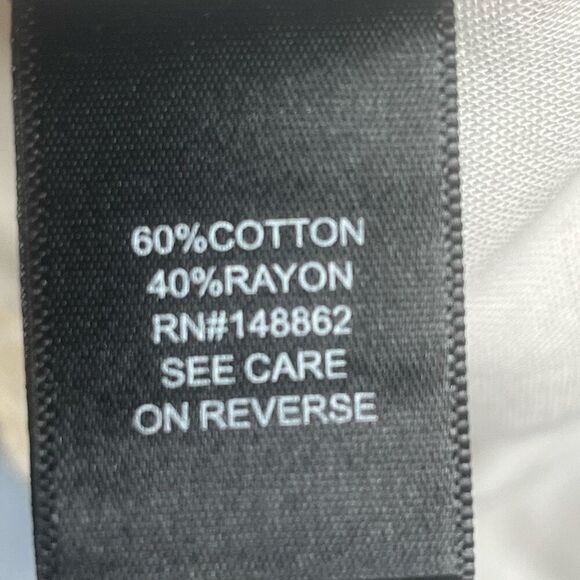 60%COTTON
40%RAYON
RN#148862
SEE CARE
ON REVERSE